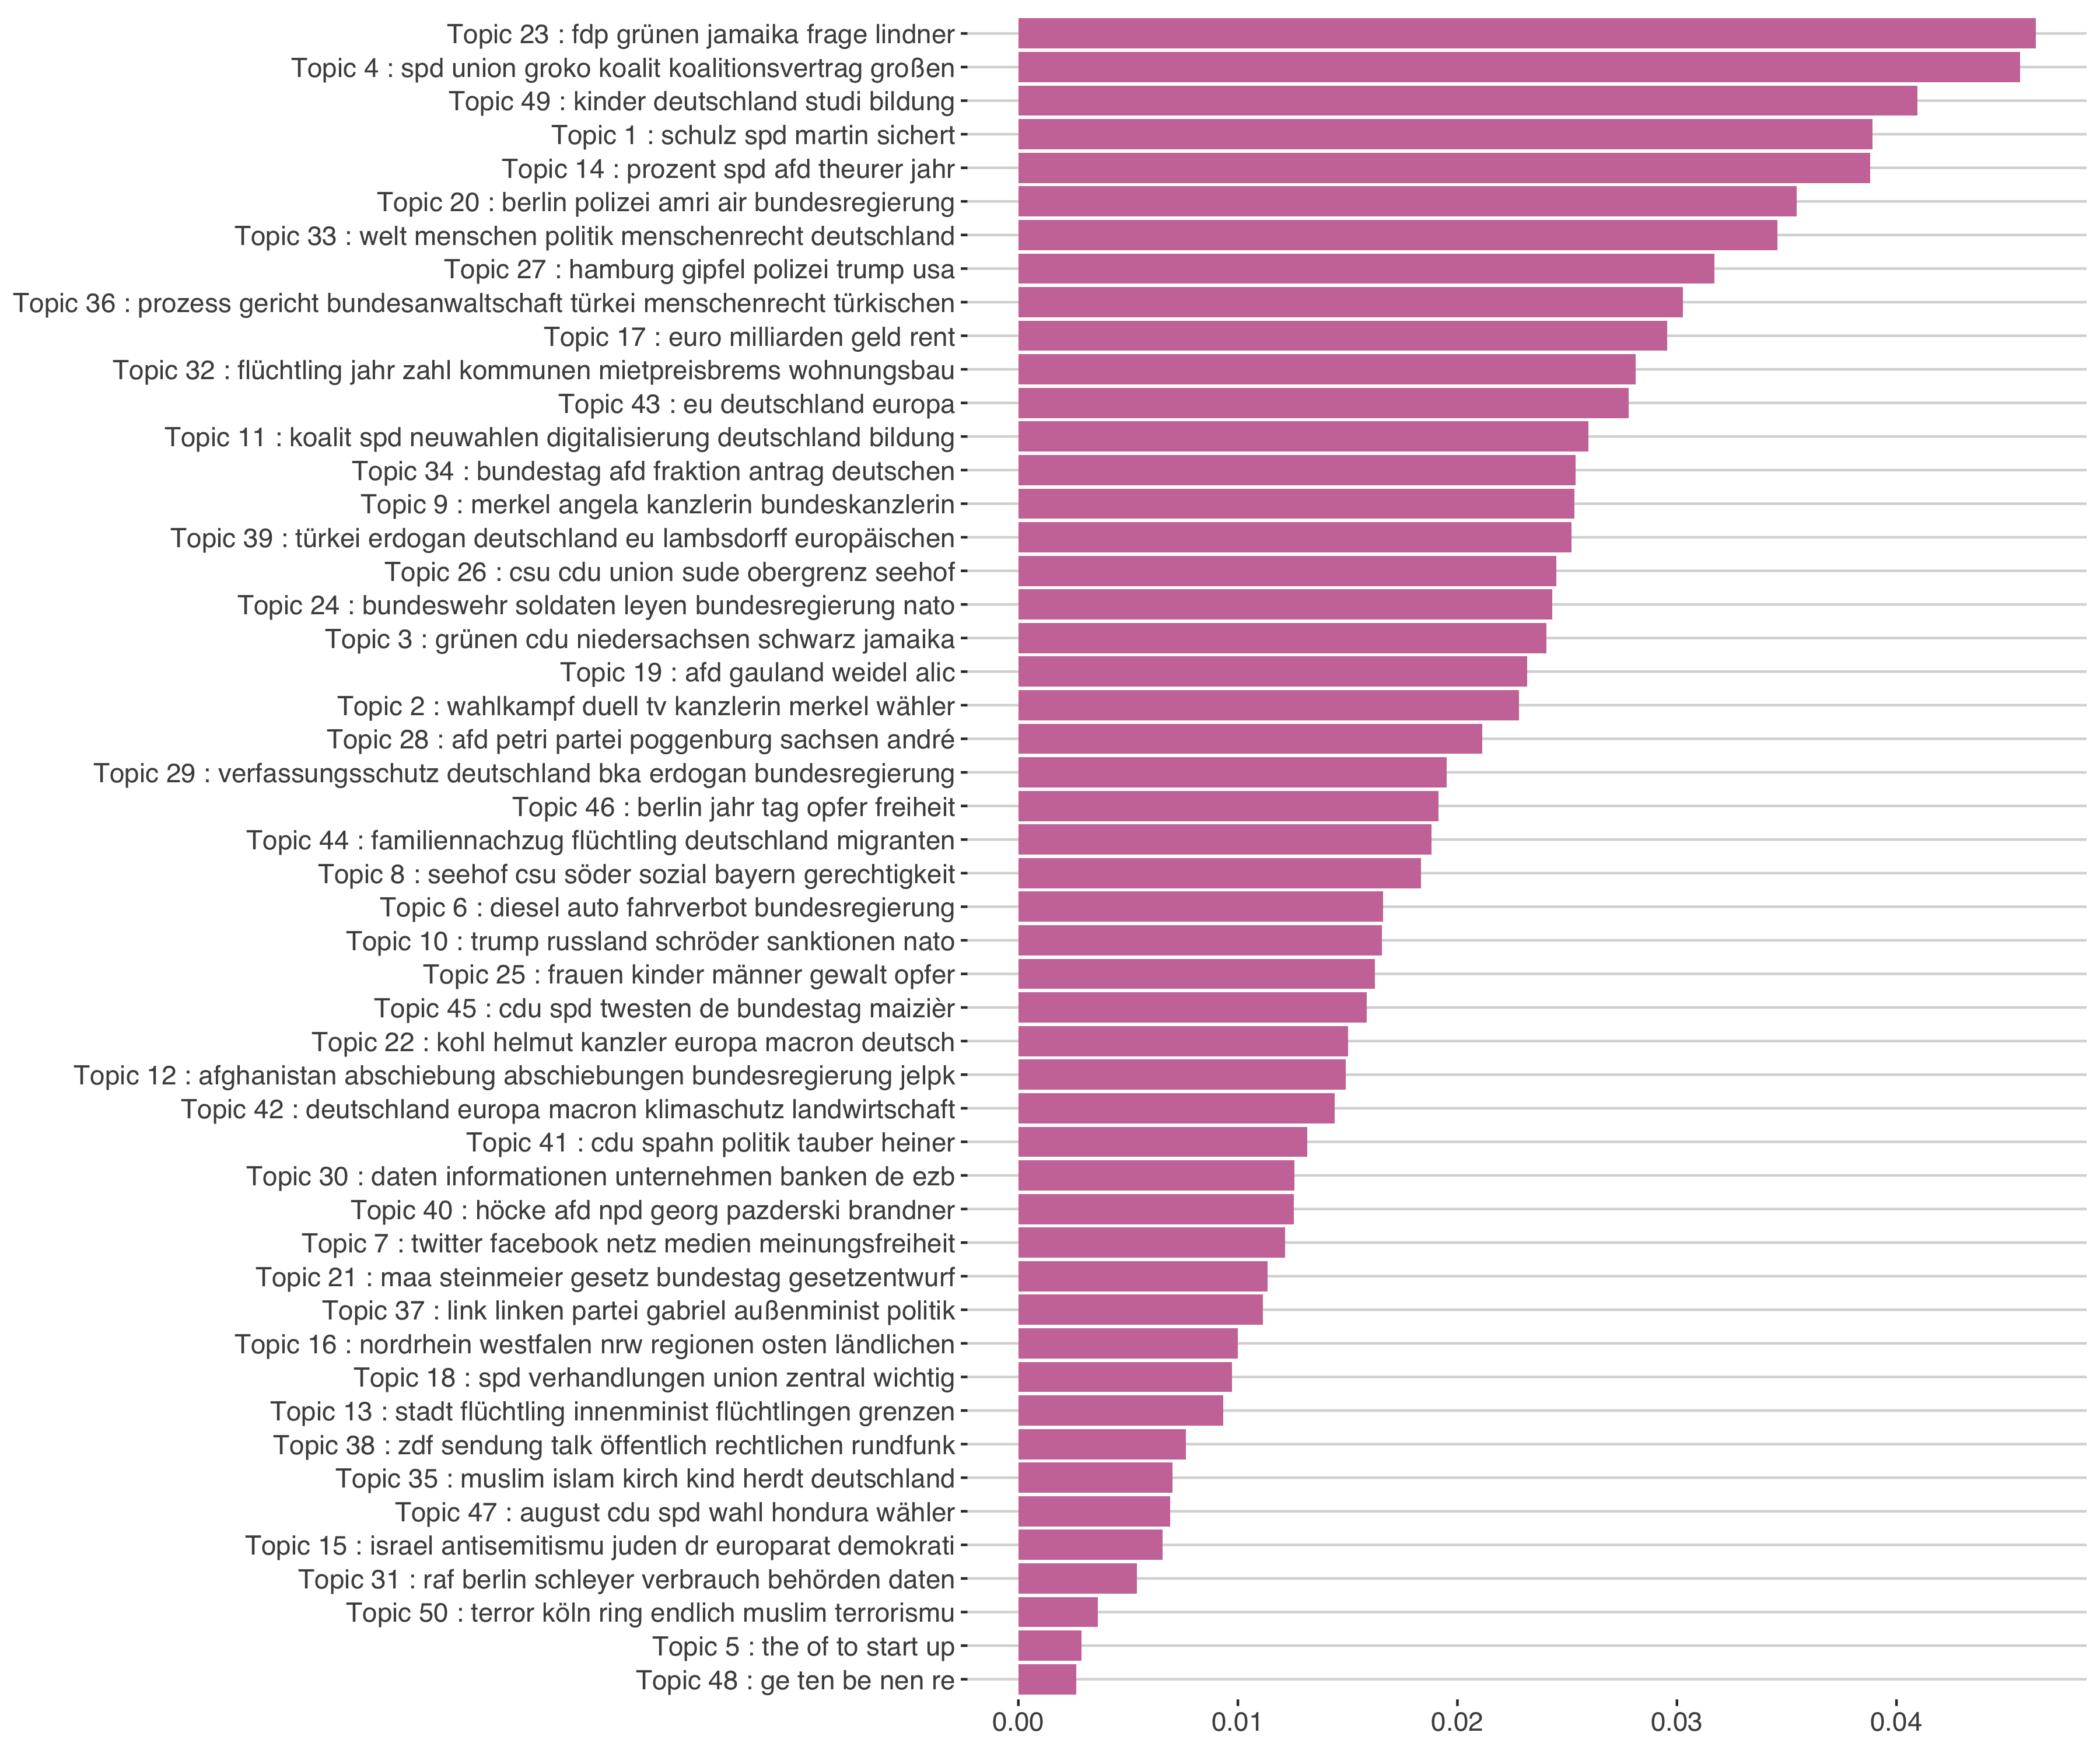 Topic 23 : fdp grünen jamaika frage lindner
Topic 4 : spd union groko koalit koalitionsvertrag großen
Topic 49 : kinder deutschland studi bildung
Topic 1 : schulz spd martin sichert
Topic 14 : prozent spd afd theurer jahr
Topic 20 : berlin polizei amri air bundesregierung
Topic 33 : welt menschen politik menschenrecht deutschland
Topic 27 : hamburg gipfel polizei trump usa
Topic 36 : prozess gericht bundesanwaltschaft türkei menschenrecht türkischen
Topic 17 : euro milliarden geld rent
Topic 32 : flüchtling jahr zahl kommunen mietpreisbrems wohnungsbau
Topic 43 : eu deutschland europa
Topic 11 : koalit spd neuwahlen digitalisierung deutschland bildung
Topic 34 : bundestag afd fraktion antrag deutschen
Topic 9 : merkel angela kanzlerin bundeskanzlerin
Topic 39 : türkei erdogan deutschland eu lambsdorff europäischen
Topic 26 : csu cdu union sude obergrenz seehof
Topic 24 : bundeswehr soldaten leyen bundesregierung nato
Topic 3 : grünen cdu niedersachsen schwarz jamaika
Topic 19 : afd gauland weidel alic
Topic 2 : wahlkampf duell tv kanzlerin merkel wähler
Topic 28 : afd petri partei poggenburg sachsen andré
Topic 29 : verfassungsschutz deutschland bka erdogan bundesregierung
Topic 46 : berlin jahr tag opfer freiheit
Topic 44 : familiennachzug flüchtling deutschland migranten
Topic 8 : seehof csu söder sozial bayern gerechtigkeit
Topic 6 : diesel auto fahrverbot bundesregierung
Topic 10 : trump russland schröder sanktionen nato
Topic 25 : frauen kinder männer gewalt opfer
Topic 45 : cdu spd twesten de bundestag maizièr
Topic 22 : kohl helmut kanzler europa macron deutsch
Topic 12 : afghanistan abschiebung abschiebungen bundesregierung jelpk
Topic 42 : deutschland europa macron klimaschutz landwirtschaft
Topic 41 : cdu spahn politik tauber heiner
Topic 30 : daten informationen unternehmen banken de ezb
Topic 40 : höcke afd npd georg pazderski brandner
Topic 7 : twitter facebook netz medien meinungsfreiheit
Topic 21 : maa steinmeier gesetz bundestag gesetzentwurf
Topic 37 : link linken partei gabriel außenminist politik
Topic 16 : nordrhein westfalen nrw regionen osten ländlichen
Topic 18 : spd verhandlungen union zentral wichtig
Topic 13 : stadt flüchtling innenminist flüchtlingen grenzen
Topic 38 : zdf sendung talk öffentlich rechtlichen rundfunk
Topic 35 : muslim islam kirch kind herdt deutschland
Topic 47 : august cdu spd wahl hondura wähler
Topic 15 : israel antisemitismu juden dr europarat demokrati
Topic 31 : raf berlin schleyer verbrauch behörden daten
Topic 50 : terror köln ring endlich muslim terrorismu
Topic 5 : the of to start up
Topic 48 : ge ten be nen re
0.00 0.01 0.02 0.03 0.04